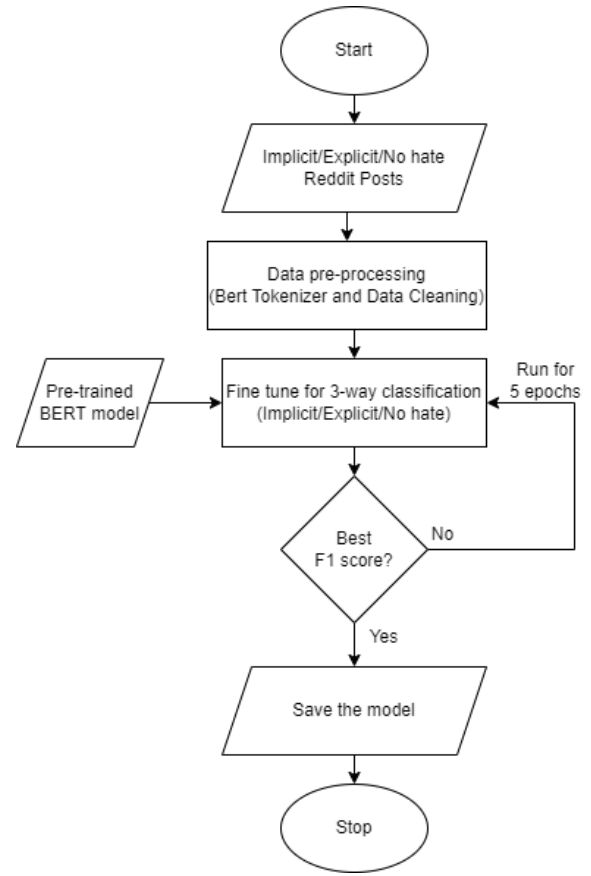 Start
Implicit/Explicit/No hate
Reddit Posts
Data pre-processing
(Bert Tokenizer and Data Cleaning)
Pre-trained
BERT model
Fine tune for 3-way classification
(Implicit/Explicit/No hate)
Run for
5 epochs
Best
F1 score?
No
Yes
Save the model
Stop